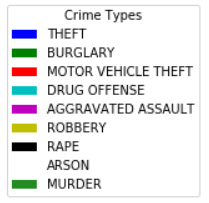 Crime Types
THEFT
BURGLARY
MOTOR VEHICLE THEFT
DRUG OFFENSE
AGGRAVATED ASSAULT
ROBBERY
RAPE
ARSON
MURDER